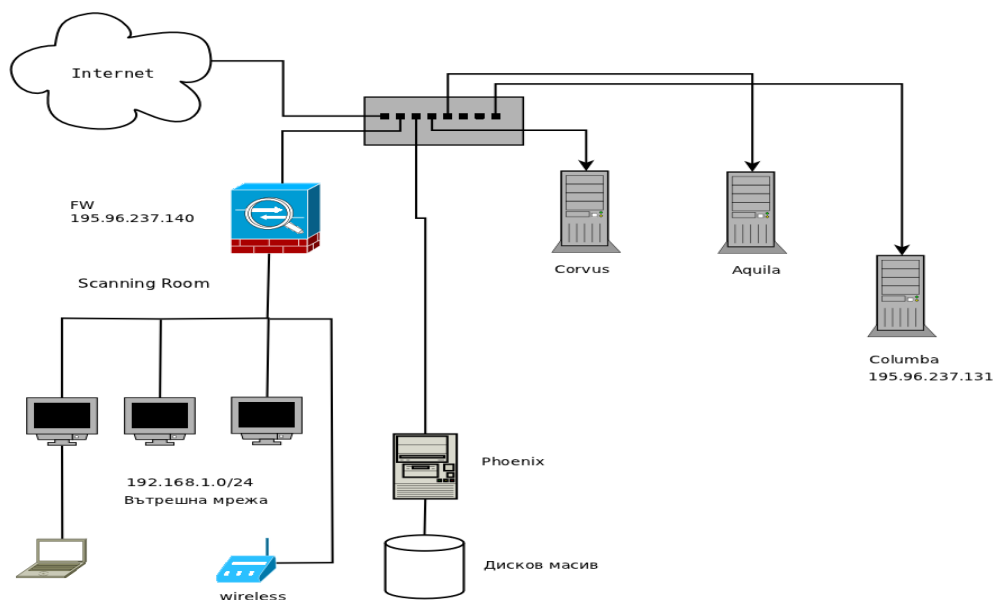 Internet
FW
195.96.237.140
Scanning Room
Corvus
Aquila
Columba
195.96.237.131
192.168.1.0/24
Вътрешна мрежа
Phoenix
Дисков масив
wireless